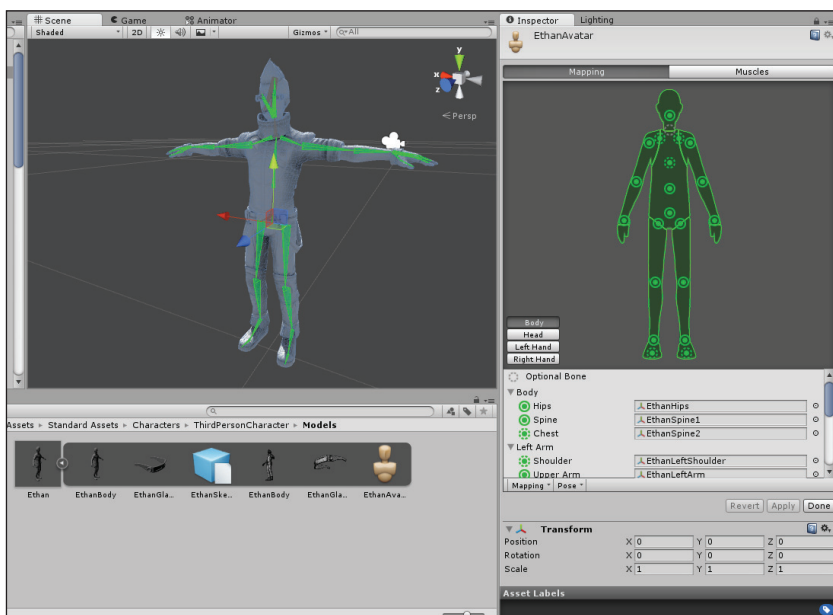 Scene Game Animator
Shaded 2D Gizmos All
y
x
z
Persp
Assets Standard Assets Characters ThirdPersonCharacter Models
Ethan EthanBody EthanGla... EthanSke... EthanBody EthanGla... EthanAva...
Inspector Lighting
EthanAvatar
Mapping Muscles
Body
Head
Left Hand
Right Hand
Optional Bone
Body
Hips EthanHips
Spine EthanSpine1
Chest EthanSpine2
Left Arm
Shoulder EthanLeftShoulder
Upper Arm EthanLeftArm
Mapping Pose
Revert Apply Done
Transform
Position X 0 Y 0 Z 0
Rotation X 0 Y 0 Z 0
Scale X 1 Y 1 Z 1
Asset Labels